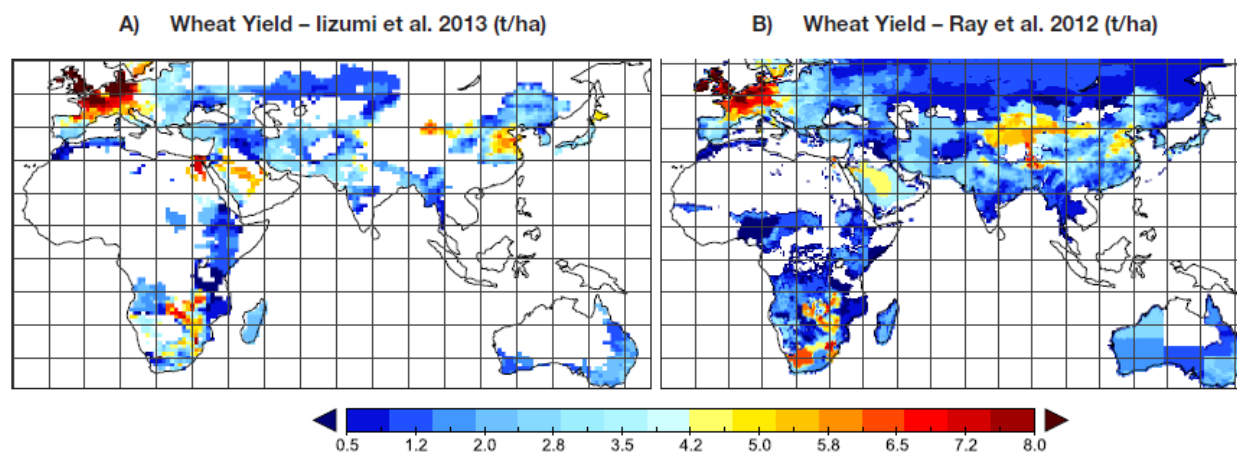 A) Wheat Yield – Iizumi et al. 2013 (t/ha)
B) Wheat Yield – Ray et al. 2012 (t/ha)
0.5 1.2 2.0 2.8 3.5 4.2 5.0 5.8 6.5 7.2 8.0